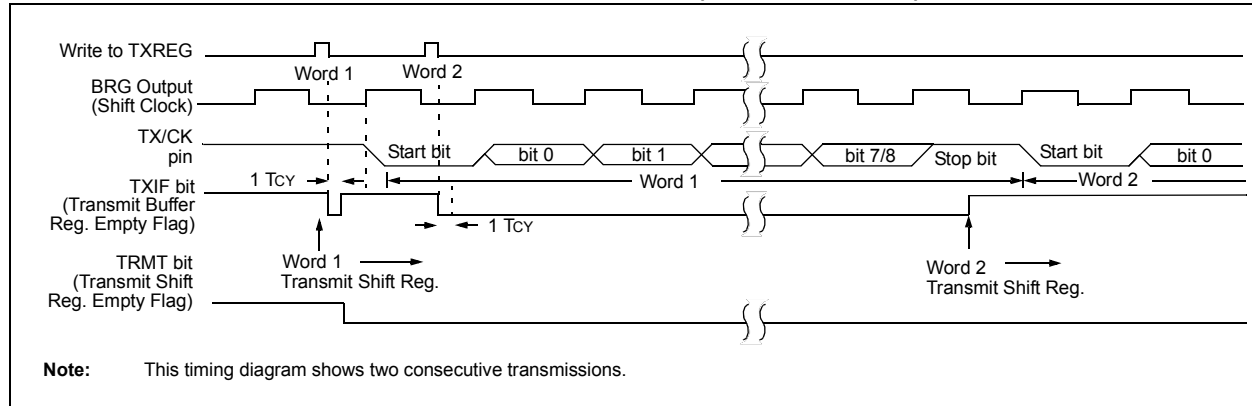 Write to TXREG
Word 1
Word 2
BRG Output
(Shift Clock)
TX/CK
pin
Start bit
bit 0
bit 1
bit 7/8
Stop bit
Start bit
bit 0
1 TCY
Word 1
Word 2
TXIF bit
(Transmit Buffer
Reg. Empty Flag)
1 TCY
Word 1
Transmit Shift Reg.
Word 2
Transmit Shift Reg.
TRMT bit
(Transmit Shift
Reg. Empty Flag)
Note: This timing diagram shows two consecutive transmissions.